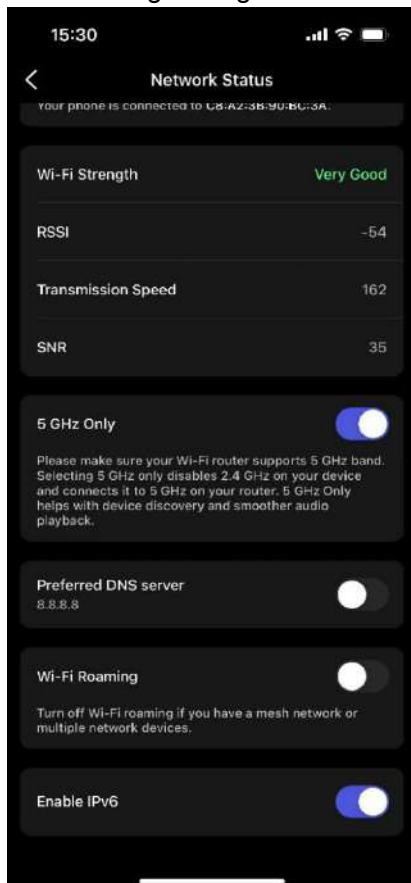 15:30
Network Status
Your phone is connected to C8:A2:3B:90:BC:3A.
Wi-Fi Strength Very Good
RSSI -54
Transmission Speed 162
SNR 35
5 GHz Only
Please make sure your Wi-Fi router supports 5 GHz band.
Selecting 5 GHz only disables 2.4 GHz on your device
and connects it to 5 GHz on your router. 5 GHz Only
helps with device discovery and smoother audio
playback.
Preferred DNS server
8.8.8.8
Wi-Fi Roaming
Turn off Wi-Fi roaming if you have a mesh network or
multiple network devices.
Enable IPv6